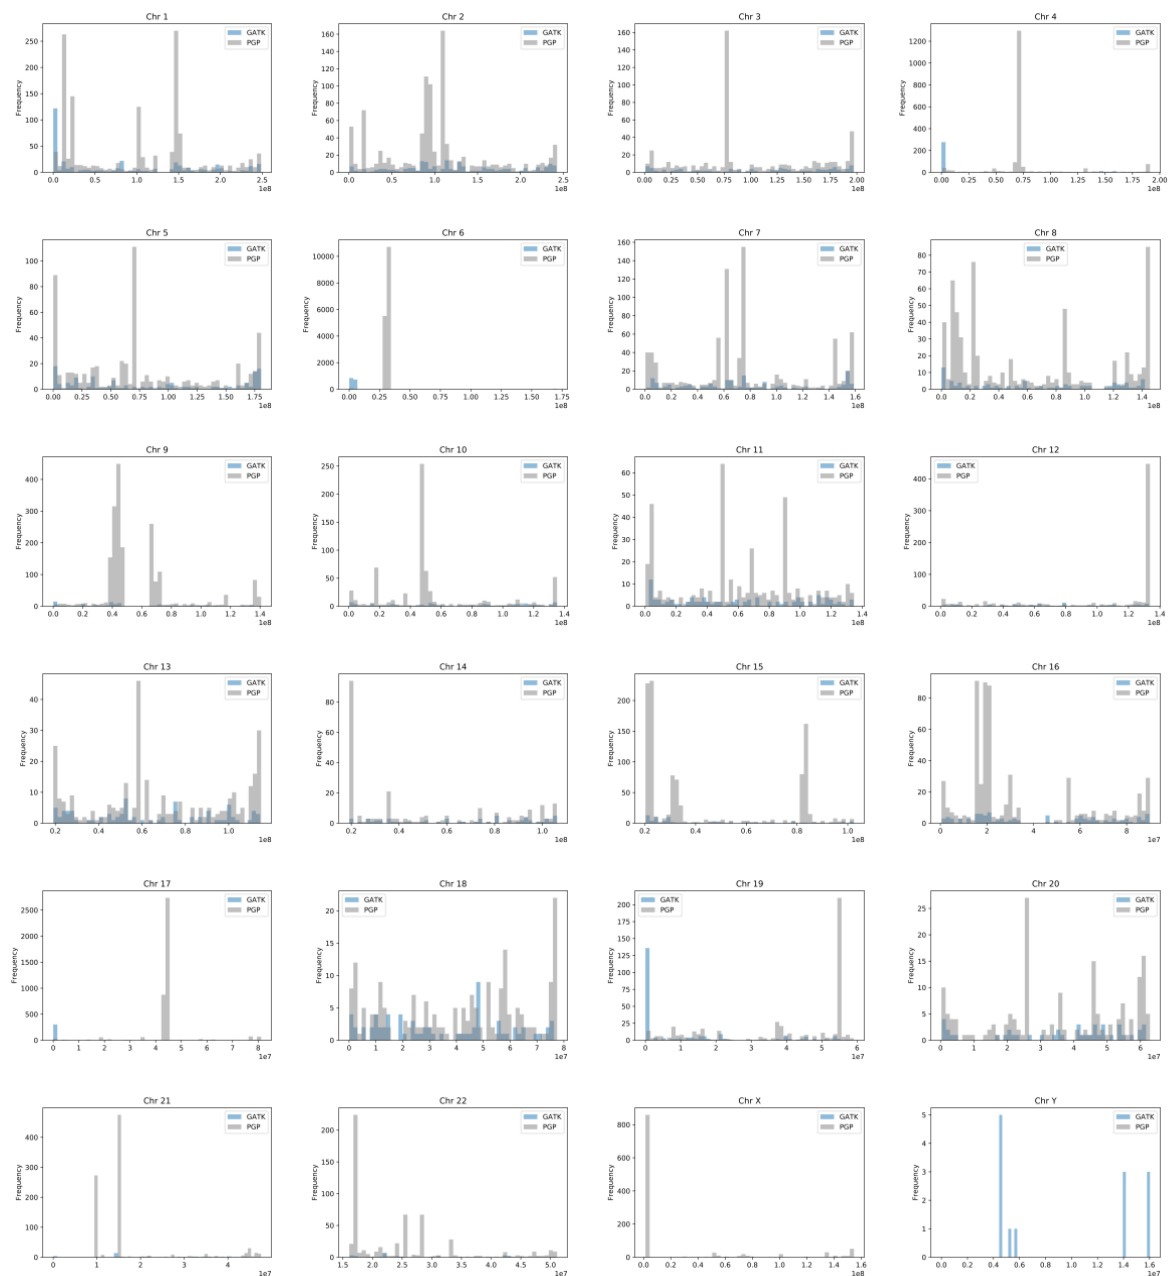 Chr 1
GATK
PGP
Frequency
250
200
150
100
50
0
0.0 0.5 1.0 1.5 2.0 2.5
1e8
Chr 2
GATK
PGP
Frequency
160
140
120
100
80
60
40
20
0
0.0 0.5 1.0 1.5 2.0 2.5
1e8
Chr 3
GATK
PGP
Frequency
160
140
120
100
80
60
40
20
0
0.00 0.25 0.50 0.75 1.00 1.25 1.50 1.75 2.00
1e8
Chr 4
GATK
PGP
Frequency
1200
1000
800
600
400
200
0
0.00 0.25 0.50 0.75 1.00 1.25 1.50 1.75 2.00
1e8
Chr 5
GATK
PGP
Frequency
100
80
60
40
20
0
0.00 0.25 0.50 0.75 1.00 1.25 1.50 1.75
1e8
Chr 6
GATK
PGP
Frequency
10000
8000
6000
4000
2000
0
0.00 0.25 0.50 0.75 1.00 1.25 1.50 1.75
1e8
Chr 7
GATK
PGP
Frequency
160
140
120
100
80
60
40
20
0
0.0 0.2 0.4 0.6 0.8 1.0 1.2 1.4 1.6
1e8
Chr 8
GATK
PGP
Frequency
80
70
60
50
40
30
20
10
0
0.0 0.2 0.4 0.6 0.8 1.0 1.2 1.4
1e8
Chr 9
GATK
PGP
Frequency
400
300
200
100
0
0.0 0.2 0.4 0.6 0.8 1.0 1.2 1.4
1e8
Chr 10
GATK
PGP
Frequency
250
200
150
100
50
0
0.0 0.2 0.4 0.6 0.8 1.0 1.2 1.4
1e8
Chr 11
GATK
PGP
Frequency
60
50
40
30
20
10
0
0.0 0.2 0.4 0.6 0.8 1.0 1.2 1.4
1e8
Chr 12
GATK
PGP
Frequency
400
300
200
100
0
0.0 0.2 0.4 0.6 0.8 1.0 1.2 1.4
1e8
Chr 13
GATK
PGP
Frequency
40
30
20
10
0
0.2 0.4 0.6 0.8 1.0
1e8
Chr 14
GATK
PGP
Frequency
80
60
40
20
0
0.2 0.4 0.6 0.8 1.0
1e8
Chr 15
GATK
PGP
Frequency
200
150
100
50
0
0.2 0.4 0.6 0.8 1.0
1e8
Chr 16
GATK
PGP
Frequency
80
60
40
20
0
0 2 4 6 8
1e7
Chr 17
GATK
PGP
Frequency
2500
2000
1500
1000
500
0
0 1 2 3 4 5 6 7 8
1e7
Chr 18
GATK
PGP
Frequency
20
15
10
5
0
0 1 2 3 4 5 6 7 8
1e7
Chr 19
GATK
PGP
Frequency
200
175
150
125
100
75
50
25
0
0 1 2 3 4 5 6
1e7
Chr 20
GATK
PGP
Frequency
25
20
15
10
5
0
0 1 2 3 4 5 6
1e7
Chr 21
GATK
PGP
Frequency
400
300
200
100
0
0 1 2 3 4
1e7
Chr 22
GATK
PGP
Frequency
200
150
100
50
0
1.5 2.0 2.5 3.0 3.5 4.0 4.5 5.0
1e7
Chr X
GATK
PGP
Frequency
800
600
400
200
0
0.0 0.2 0.4 0.6 0.8 1.0 1.2 1.4 1.6
1e8
Chr Y
GATK
PGP
Frequency
5
4
3
2
1
0
0.0 0.2 0.4 0.6 0.8 1.0 1.2 1.4 1.6
1e7